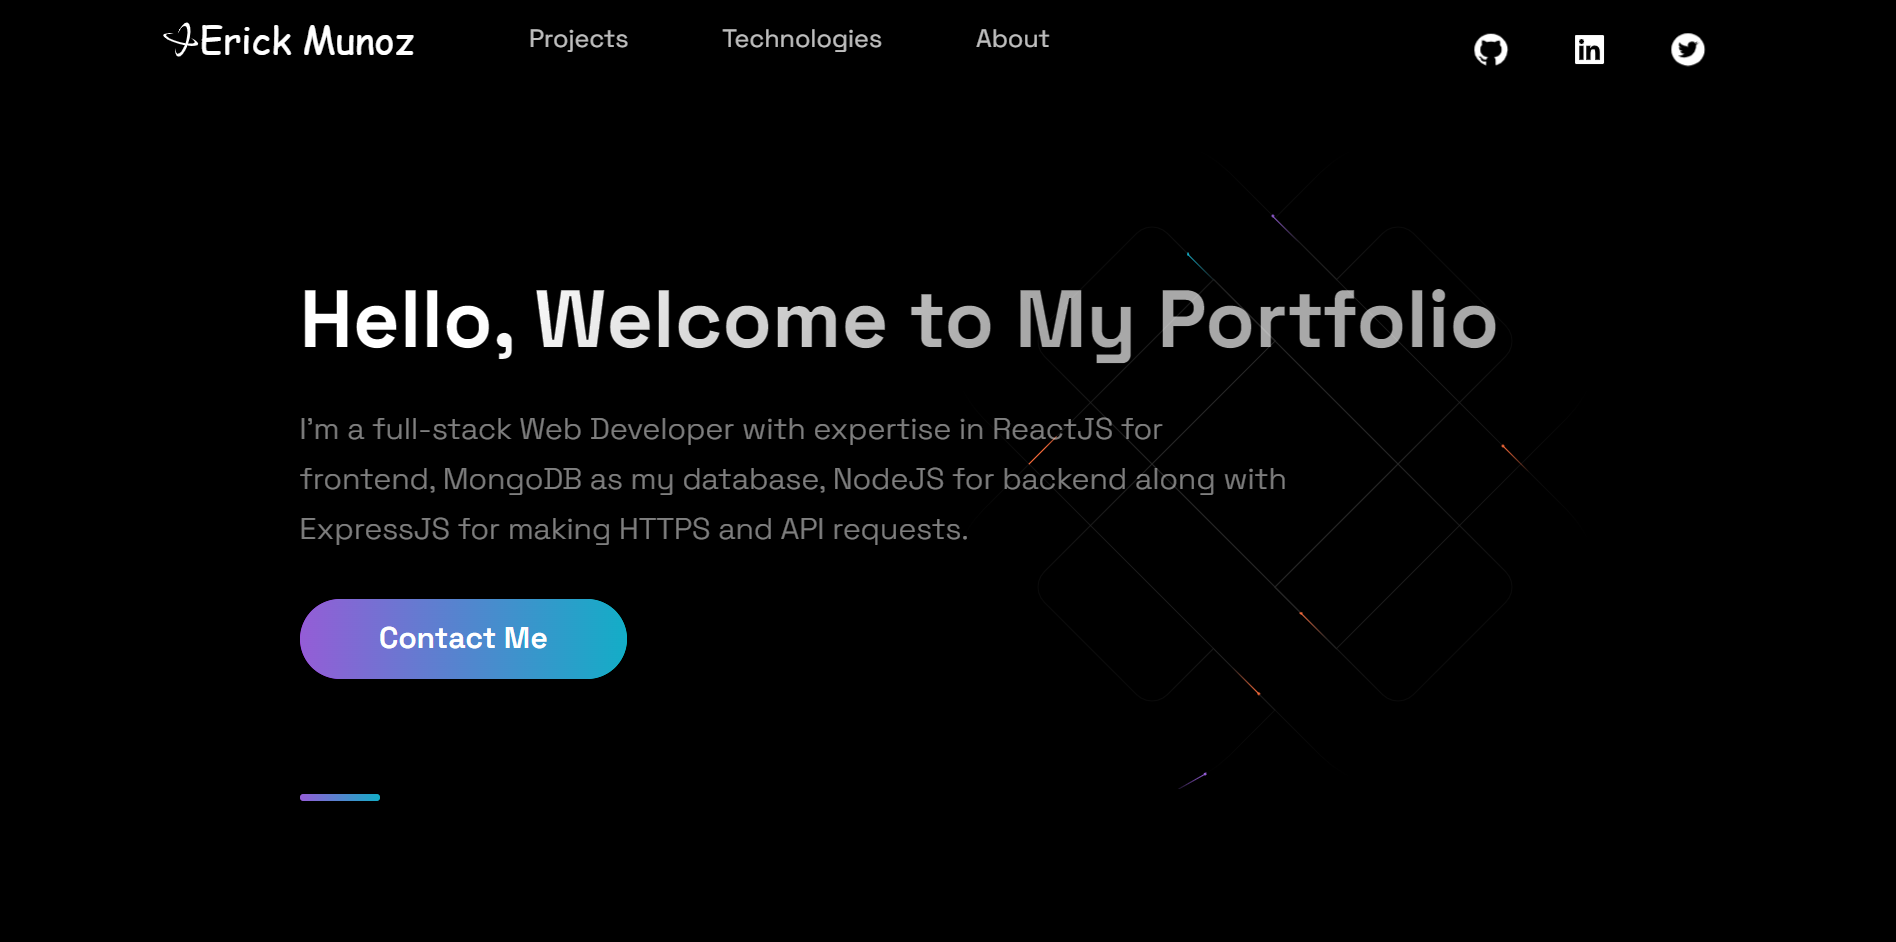 Erick Munoz
Projects
Technologies
About
in
Hello, Welcome to My Portfolio
I'm a full-stack Web Developer with expertise in ReactJS for
frontend, MongoDB as my database, NodeJS for backend along with
ExpressJS for making HTTPS and API requests.
Contact Me